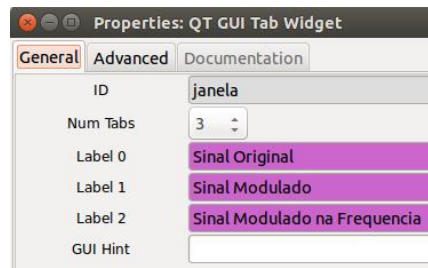 Properties: QT GUI Tab Widget
General Advanced Documentation
ID janela
Num Tabs 3
Label 0 Sinal Original
Label 1 Sinal Modulado
Label 2 Sinal Modulado na Frequencia
GUI Hint